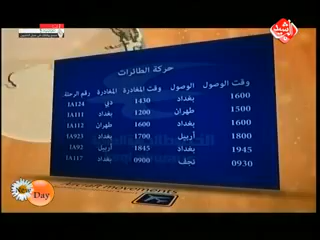 حركة الطائرات
رقم الرحلة المغادرة وقت المغادرة الوصول وقت الوصول
IA124 دبي 1430 بغداد 1600
IA111 بغداد 1200 طهران 1500
IA112 طهران 1600 بغداد 1600
IA923 بغداد 1700 أربيل 1800
IA92 أربيل 1845 بغداد 1945
IA117 بغداد 0900 نجف 0930
Day